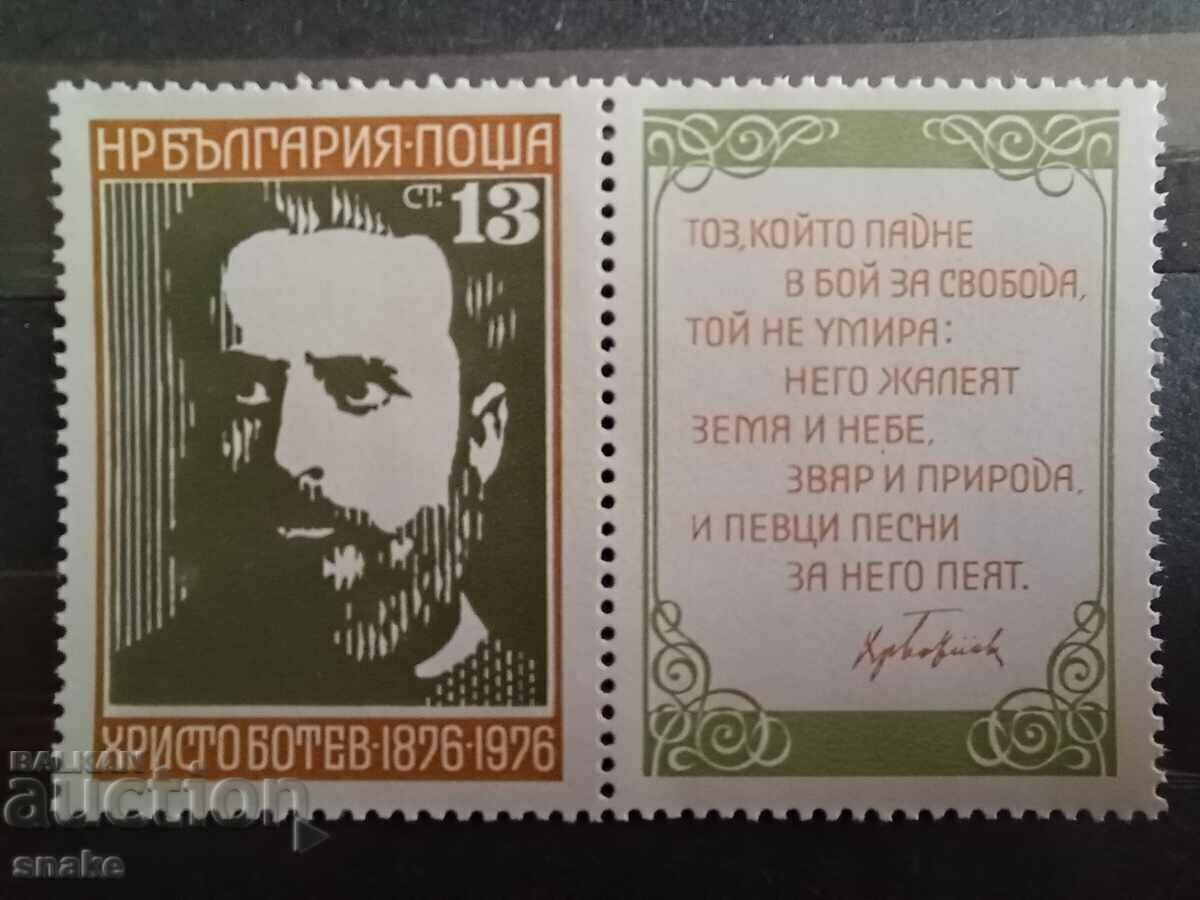 НРБЪЛГАРИЯ·ПОЩА
СТ. 13
ХРИСТО БОТЕВ·1876·1976
ТОЗ, КОЙТО ПАДНЕ
В БОЙ ЗА СВОБОДА,
ТОЙ НЕ УМИРА:
НЕГО ЖАЛЕЯТ
ЗЕМЯ И НЕБЕ,
ЗВЯР И ПРИРОДА,
И ПЕВЦИ ПЕСНИ
ЗА НЕГО ПЕЯТ.
BALKAN
auction
snake